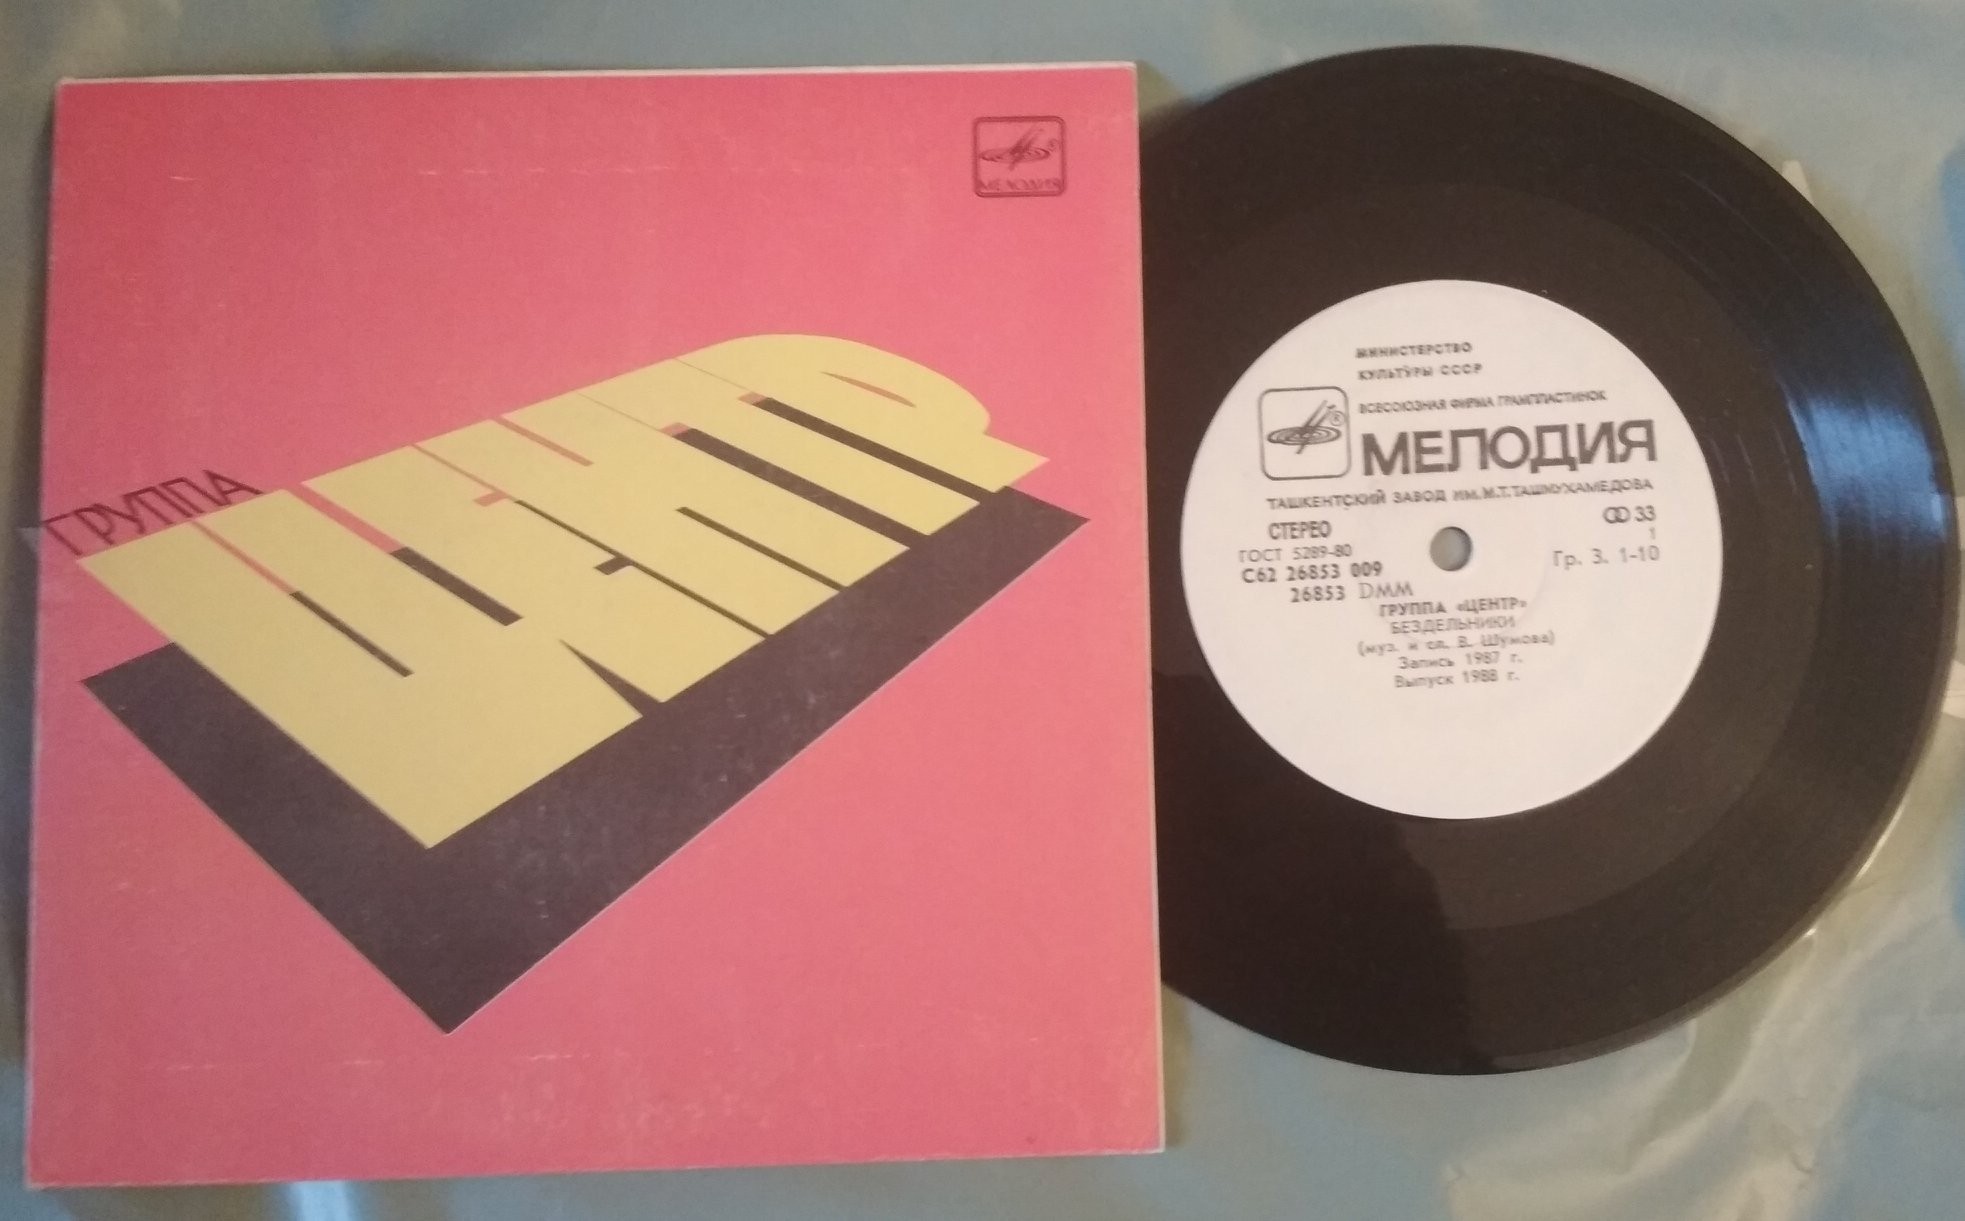 ГРУППА
ЦЕНТР
МЕЛОДИЯ
МИНИСТЕРСТВО
КУЛЬТУРЫ СССР
ВСЕСОЮЗНАЯ ФИРМА ГРАМПЛАСТИНОК
МЕЛОДИЯ
ТАШКЕНТСКИЙ ЗАВОД ИМ. М.Т. ТАШМУХАМЕДОВА
СТЕРЕО 33
ГОСТ 5289-80 1
С62 26853 009 Гр. 3. 1-10
26853 DMM
ГРУППА «ЦЕНТР»
БЕЗДЕЛЬНИКИ
(муз. и сл. В. Шумова)
Запись 1987 г.
Выпуск 1988 г.